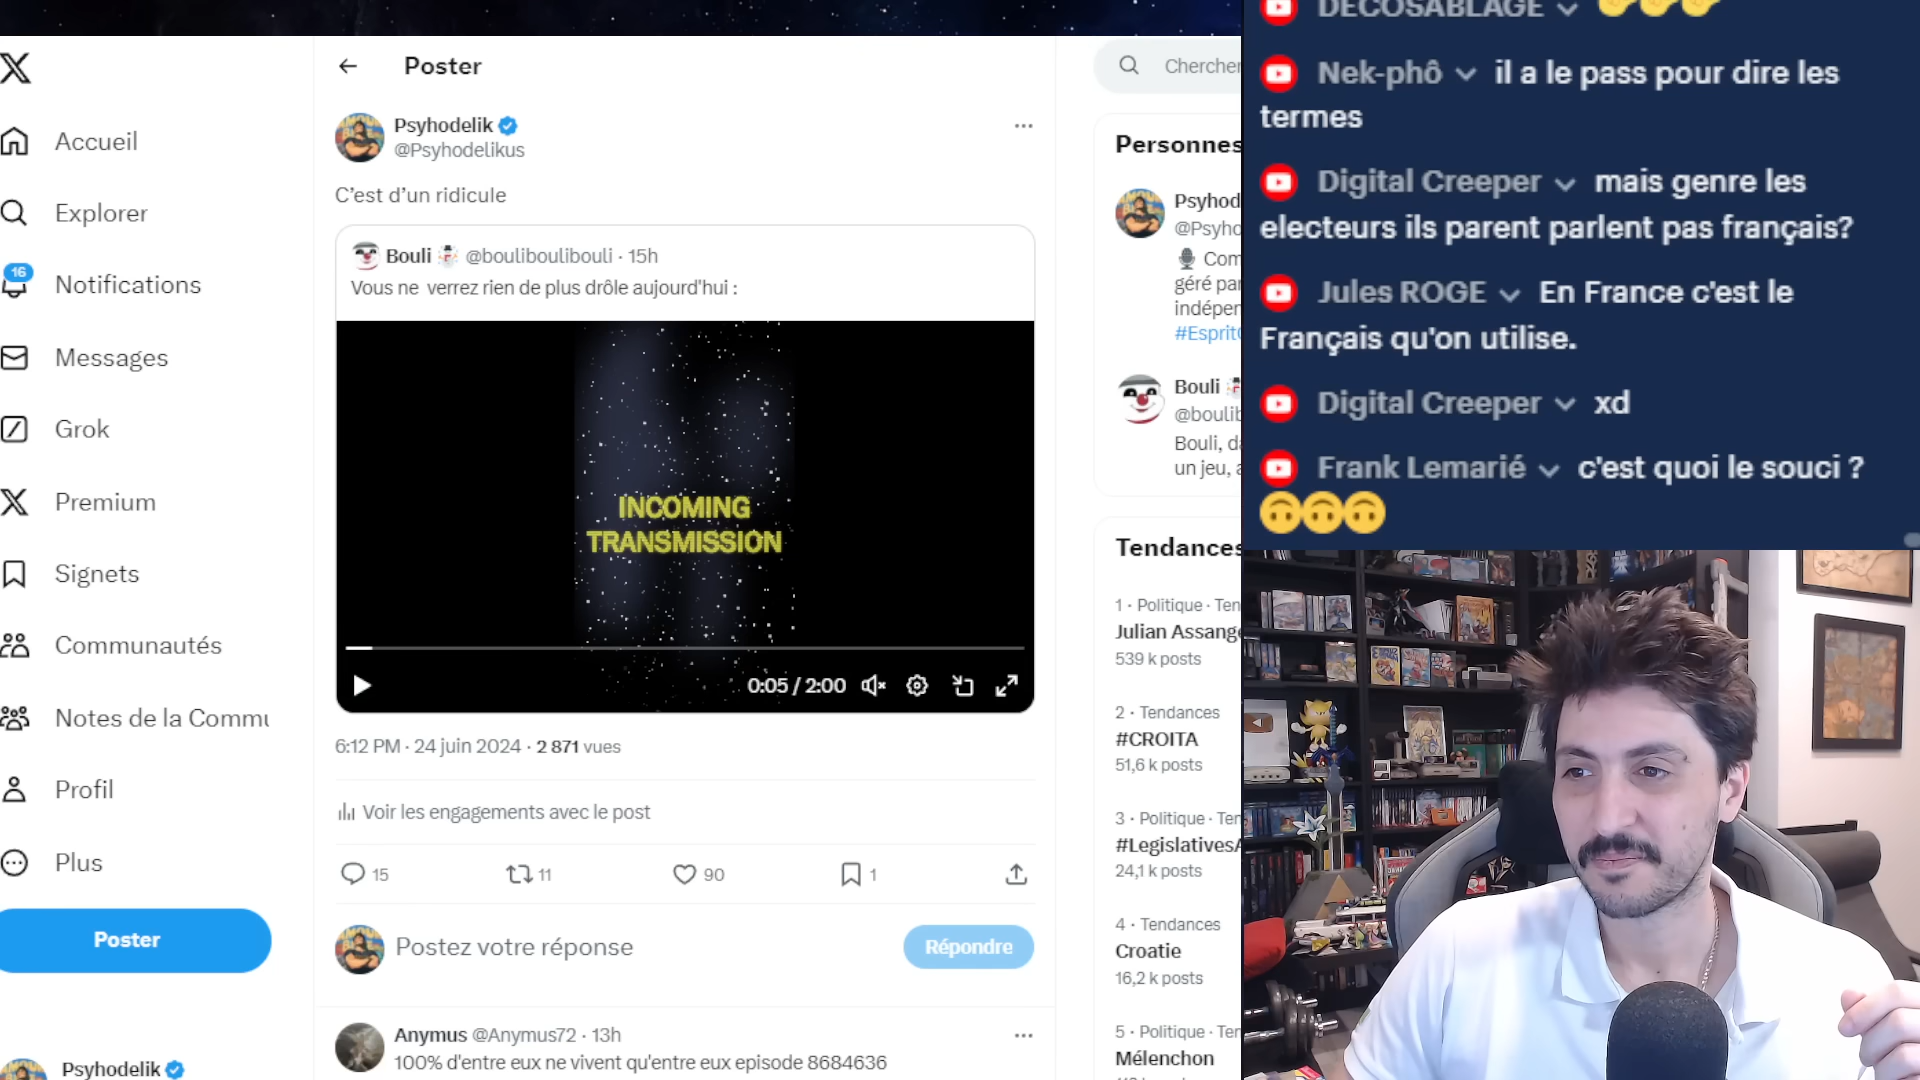 Accueil
Explorer
16
Notifications
Messages
Grok
Premium
Signets
Communautés
Notes de la Commu
Profil
Plus
Poster
Psyhodelik
Poster
Psyhodelik
@Psyhodelikus
C'est d'un ridicule
Bouli @bouliboulibouli · 15h
Vous ne verrez rien de plus drôle aujourd'hui :
INCOMING
TRANSMISSION
0:05 / 2:00
6:12 PM · 24 juin 2024 · 2 871 vues
Voir les engagements avec le post
15
11
90
1
Postez votre réponse
Répondre
Anymus @Anymus72 · 13h
100% d'entre eux ne vivent qu'entre eux episode 8684636
Chercher
Personnes
Psyhod
@Psyho
Com
géré par
indépen
#Esprit
Bouli
@boulib
Bouli, da
un jeu, a
Tendances
1 · Politique · Ten
Julian Assange
539 k posts
2 · Tendances
#CROITA
51,6 k posts
3 · Politique · Ter
#LegislativesA
24,1 k posts
4 · Tendances
Croatie
16,2 k posts
5 · Politique · Ter
Mélenchon
DECOSABLAGE
Nek-phô il a le pass pour dire les
termes
Digital Creeper mais genre les
electeurs ils parent parlent pas français?
Jules ROGE En France c'est le
Français qu'on utilise.
Digital Creeper xd
Frank Lemarié c'est quoi le souci ?